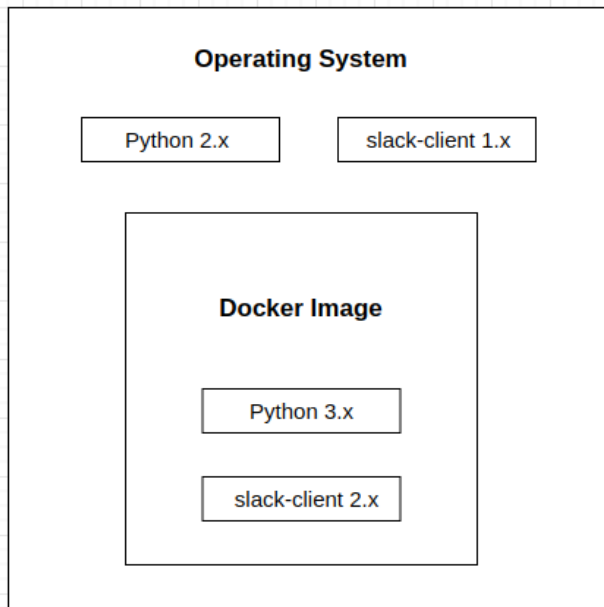 Operating System
Python 2.x
slack-client 1.x
Docker Image
Python 3.x
slack-client 2.x